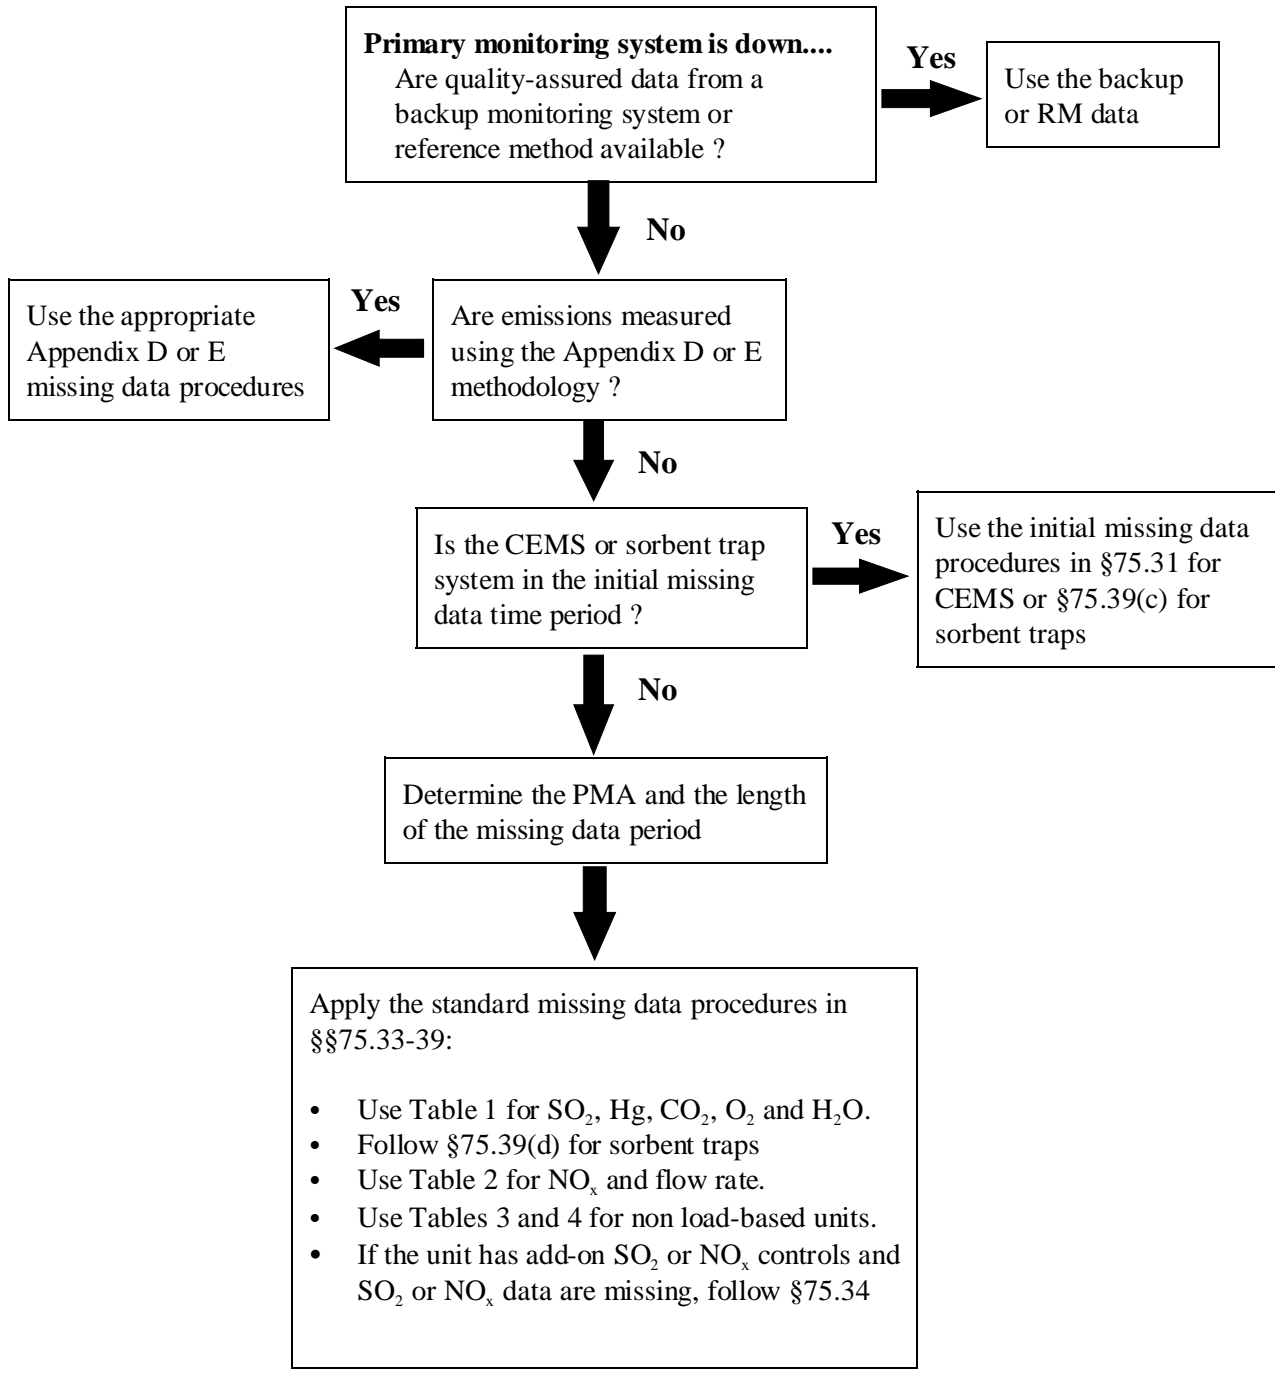 Primary monitoring system is down....
Are quality-assured data from a
backup monitoring system or
reference method available ?
Yes
Use the backup
or RM data
No
Use the appropriate
Appendix D or E
missing data procedures
Yes
Are emissions measured
using the Appendix D or E
methodology ?
No
Is the CEMS or sorbent trap
system in the initial missing
data time period ?
Yes
Use the initial missing data
procedures in §75.31 for
CEMS or §75.39(c) for
sorbent traps
No
Determine the PMA and the length
of the missing data period
Apply the standard missing data procedures in
§§75.33-39:
• Use Table 1 for SO₂, Hg, CO₂, O₂ and H₂O.
• Follow §75.39(d) for sorbent traps
• Use Table 2 for NOₓ and flow rate.
• Use Tables 3 and 4 for non load-based units.
• If the unit has add-on SO₂ or NOₓ controls and
SO₂ or NOₓ data are missing, follow §75.34